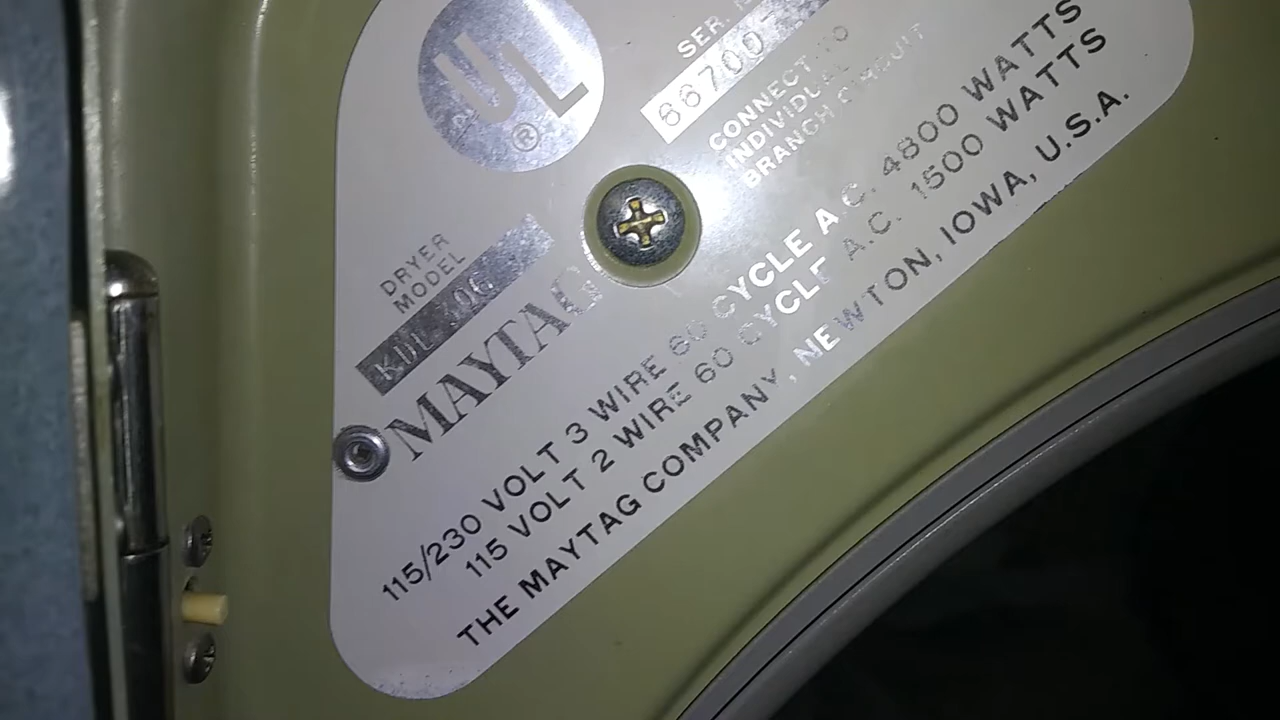 UL
®
SER. 
66700-
CONNECT TO
INDIVIDUAL
BRANCH CIRCUIT
DRYER
MODEL
MAYTAG
115/230 VOLT 3 WIRE 60 CYCLE A.C. 4800 WATTS
115 VOLT 2 WIRE 60 CYCLE A.C. 1500 WATTS
THE MAYTAG COMPANY, NEWTON, IOWA, U.S.A.